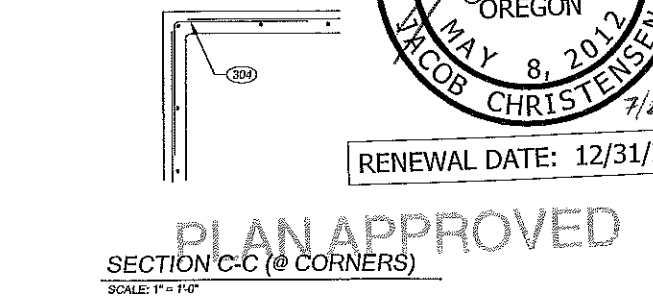 OREGON
MAY 8, 2012
JACOB CHRISTENSEN
304
RENEWAL DATE: 12/31/
PLAN APPROVED
SECTION C-C (@ CORNERS)
SCALE: 1" = 1'-0"